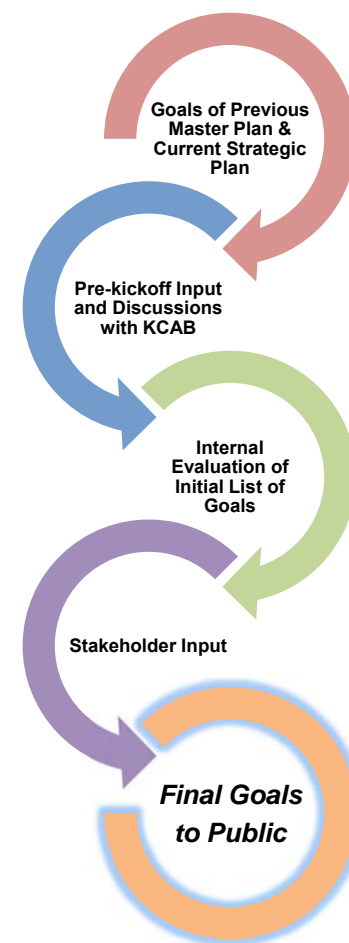 Goals of Previous
Master Plan &
Current Strategic
Plan
Pre-kickoff Input
and Discussions
with KCAB
Internal
Evaluation of
Initial List of
Goals
Stakeholder Input
Final Goals
to Public